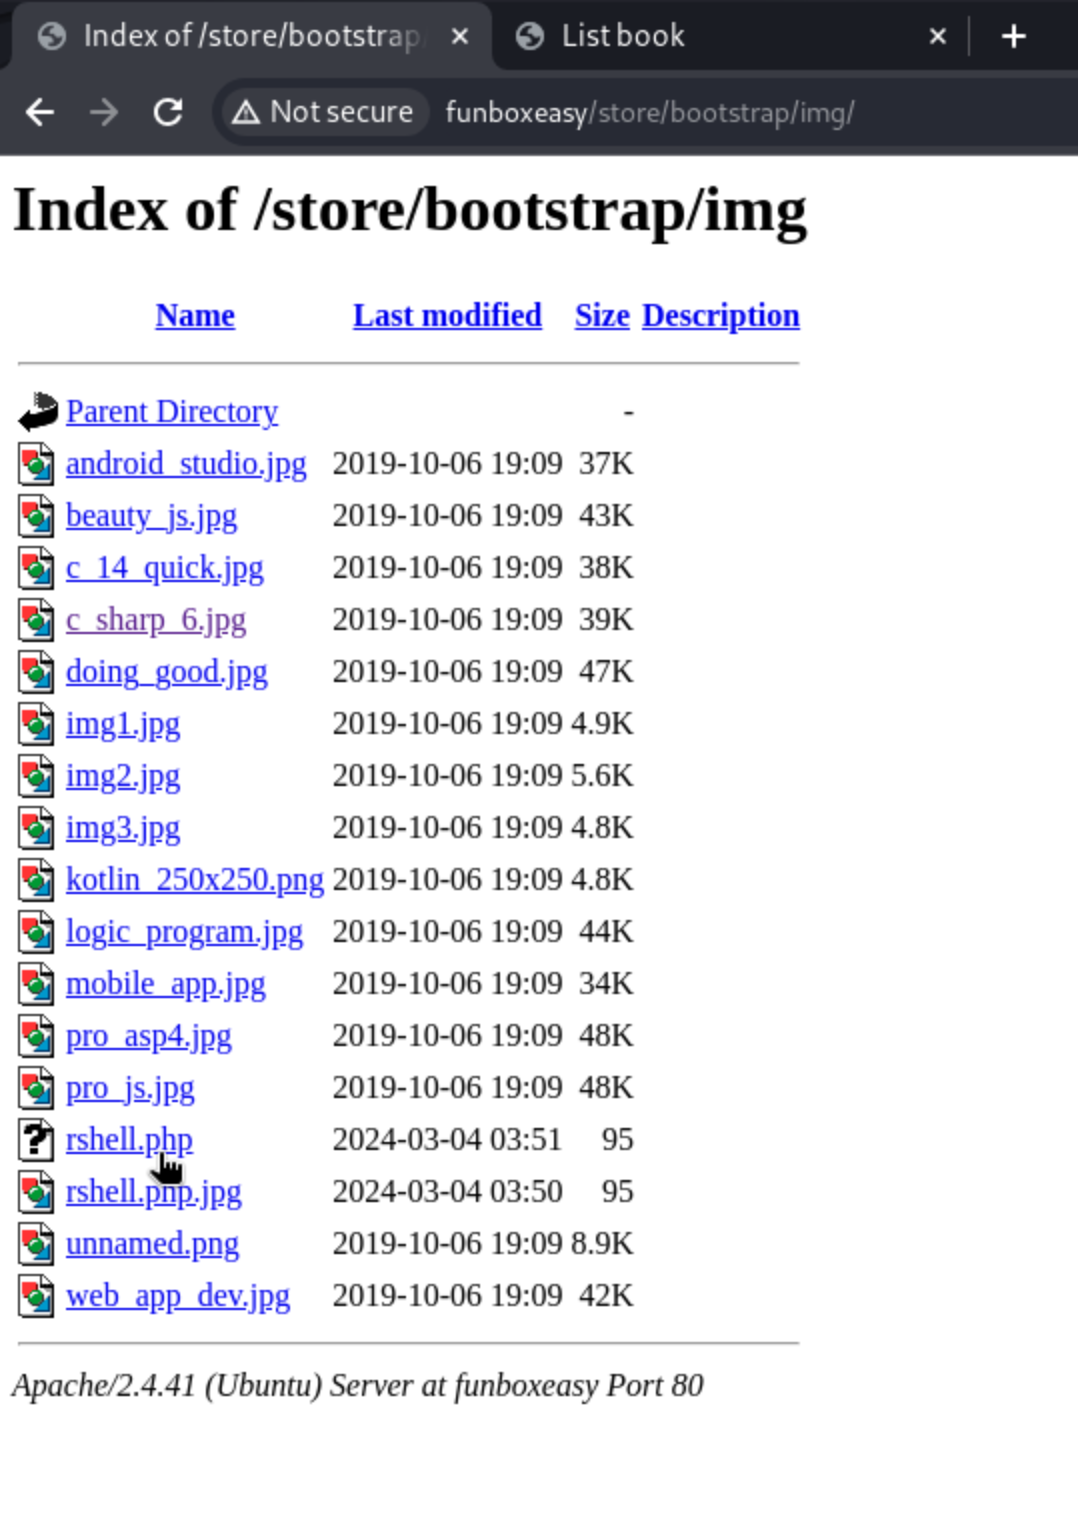 Index of /store/bootstrap
List book
Not secure funboxeasy/store/bootstrap/img/
Index of /store/bootstrap/img
Name Last modified Size Description
Parent Directory -
android_studio.jpg 2019-10-06 19:09 37K
beauty_js.jpg 2019-10-06 19:09 43K
c_14_quick.jpg 2019-10-06 19:09 38K
c_sharp_6.jpg 2019-10-06 19:09 39K
doing_good.jpg 2019-10-06 19:09 47K
img1.jpg 2019-10-06 19:09 4.9K
img2.jpg 2019-10-06 19:09 5.6K
img3.jpg 2019-10-06 19:09 4.8K
kotlin_250x250.png 2019-10-06 19:09 4.8K
logic_program.jpg 2019-10-06 19:09 44K
mobile_app.jpg 2019-10-06 19:09 34K
pro_asp4.jpg 2019-10-06 19:09 48K
pro_js.jpg 2019-10-06 19:09 48K
rshell.php 2024-03-04 03:51 95
rshell.php.jpg 2024-03-04 03:50 95
unnamed.png 2019-10-06 19:09 8.9K
web_app_dev.jpg 2019-10-06 19:09 42K
Apache/2.4.41 (Ubuntu) Server at funboxeasy Port 80